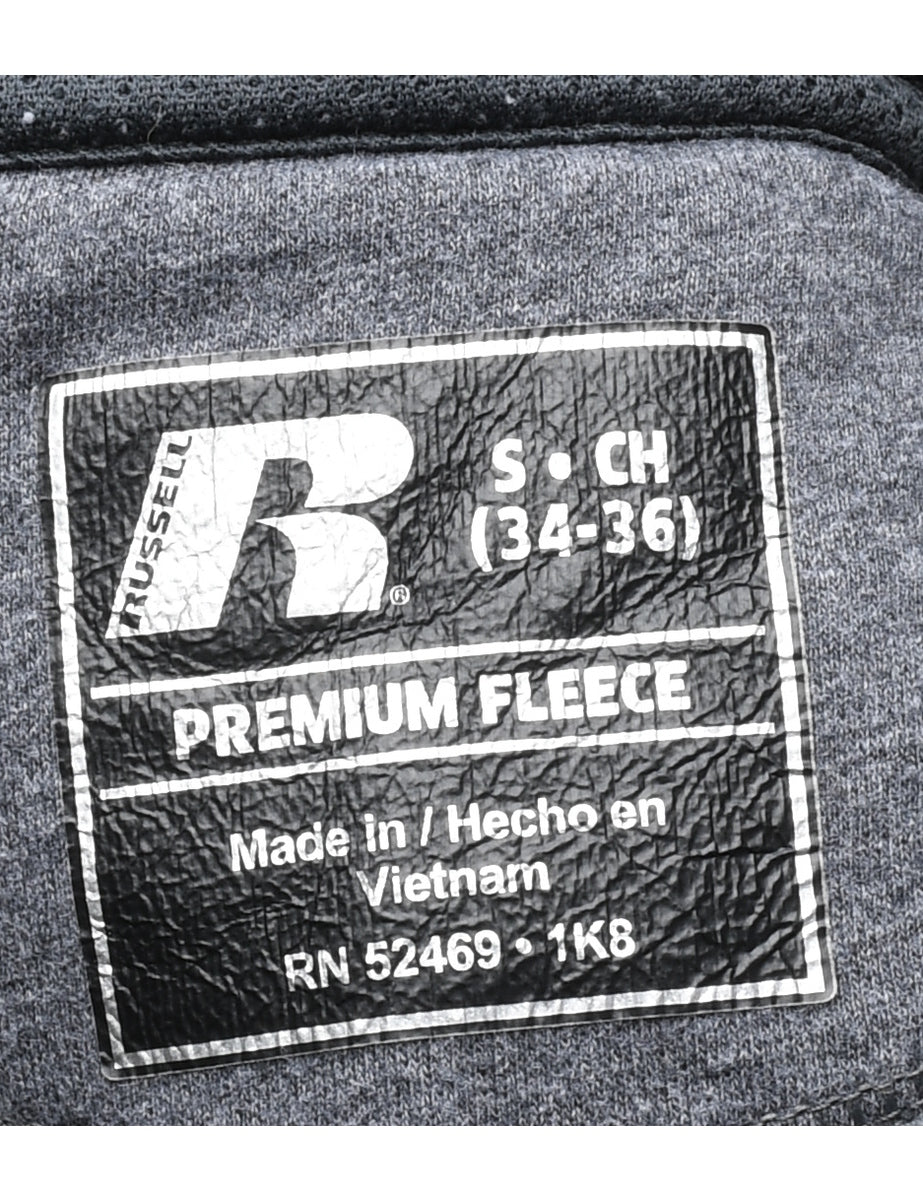 RUSSELL
R®
S • CH
(34-36)
PREMIUM FLEECE
Made in / Hecho en
Vietnam
RN 52469 • 1K8